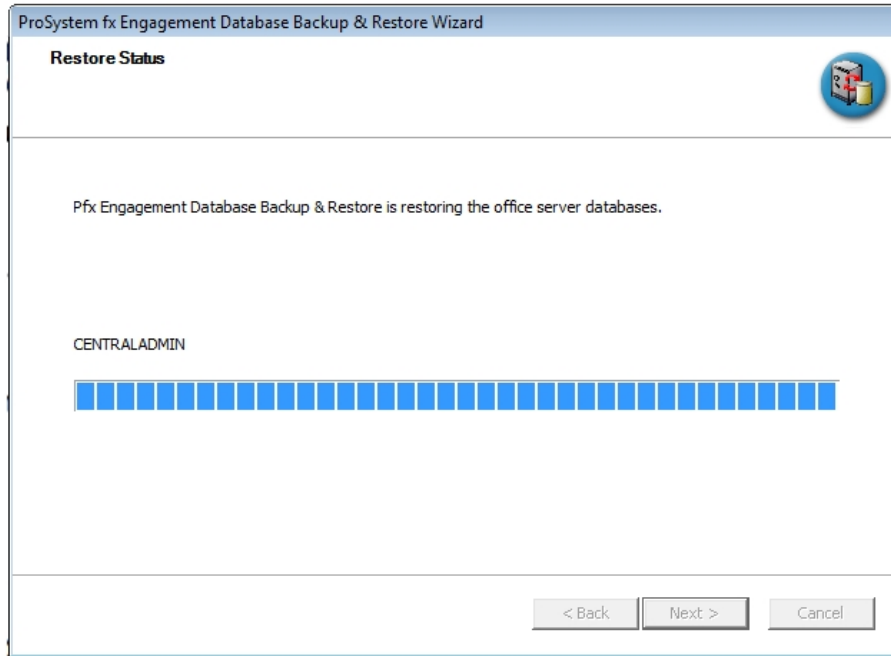 ProSystem fx Engagement Database Backup & Restore Wizard
Restore Status
Pfx Engagement Database Backup & Restore is restoring the office server databases.
CENTRALADMIN
< Back Next > Cancel